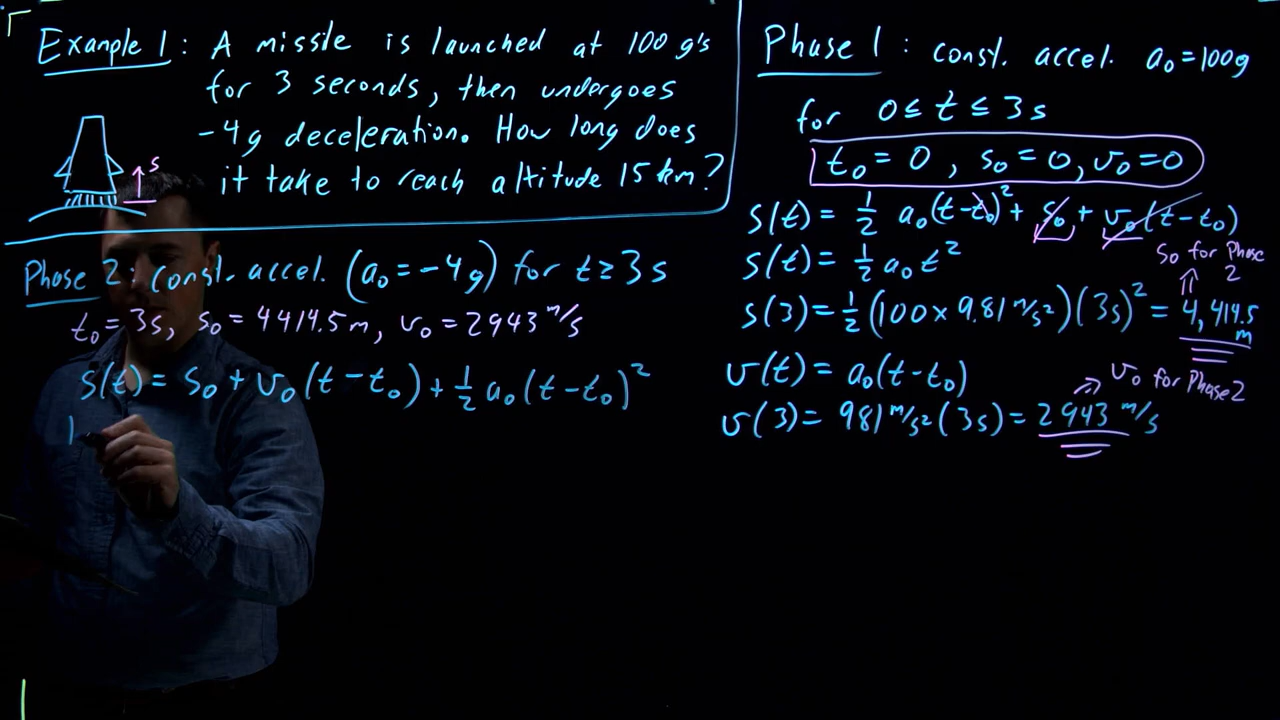 Example 1: A missile is launched at 100 g's
for 3 seconds, then undergoes
-4g deceleration. How long does
it take to reach altitude 15 km?
s
Phase 1: const. accel. a₀=100g
for 0 ≤ t ≤ 3s
t₀ = 0, s₀ = 0, v₀ = 0
s(t) = 1/2 a₀(t-t₀)² + s₀ + v₀(t-t₀)
s(t) = 1/2 a₀t²
s₀ for Phase
2
⇑
s(3) = 1/2 (100 × 9.81 m/s²)(3s)² = 4,414.5
m
v(t) = a₀(t-t₀)
⇒ v₀ for Phase 2
v(3) = 981 m/s² (3s) = 2943 m/s
Phase 2: const. accel. (a₀ = -4g) for t ≥ 3s
t₀ = 3s, s₀ = 4414.5m, v₀ = 2943 m/s
s(t) = s₀ + v₀(t-t₀) + 1/2 a₀(t-t₀)²
1